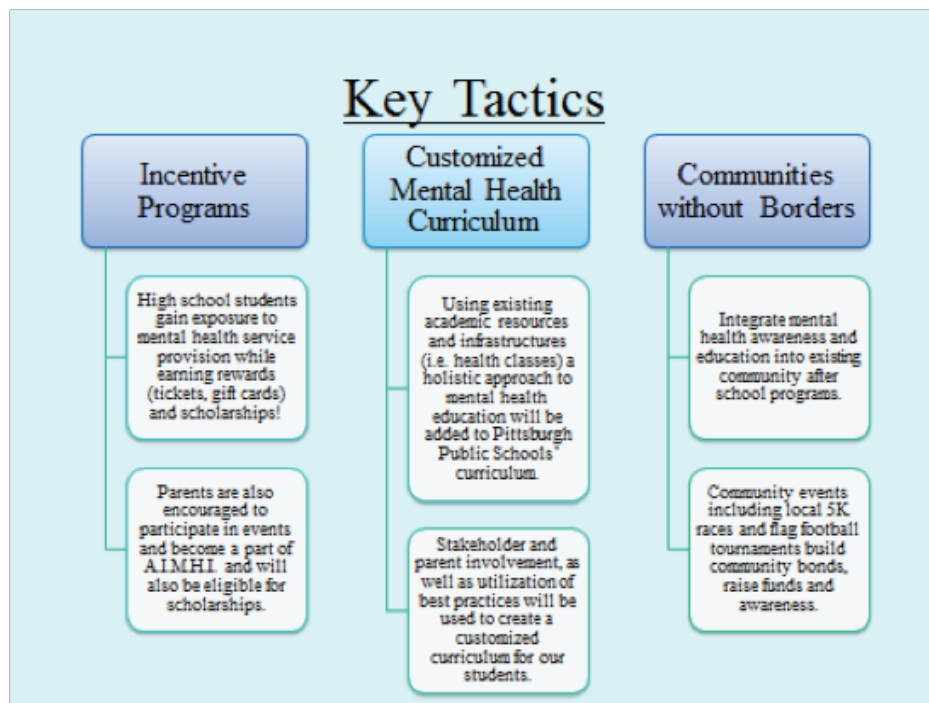 Key Tactics
Incentive
Programs
High school students
gain exposure to
mental health service
provision while
earning rewards
(tickets, gift cards)
and scholarships!
Parents are also
encouraged to
participate in events
and become a part of
A.I.M.H.I. and will
also be eligible for
scholarships.
Customized
Mental Health
Curriculum
Using existing
academic resources
and infrastructures
(i.e. health classes) a
holistic approach to
mental health
education will be
added to Pittsburgh
Public Schools"
curriculum.
Stakeholder and
parent involvement, as
well as utilization of
best practices will be
used to create a
customized
curriculum for our
students.
Communities
without Borders
Integrate mental
health awareness and
education into existing
community after
school programs.
Community events
including local 5K
races and flag football
tournaments build
community bonds,
raise funds and
awareness.